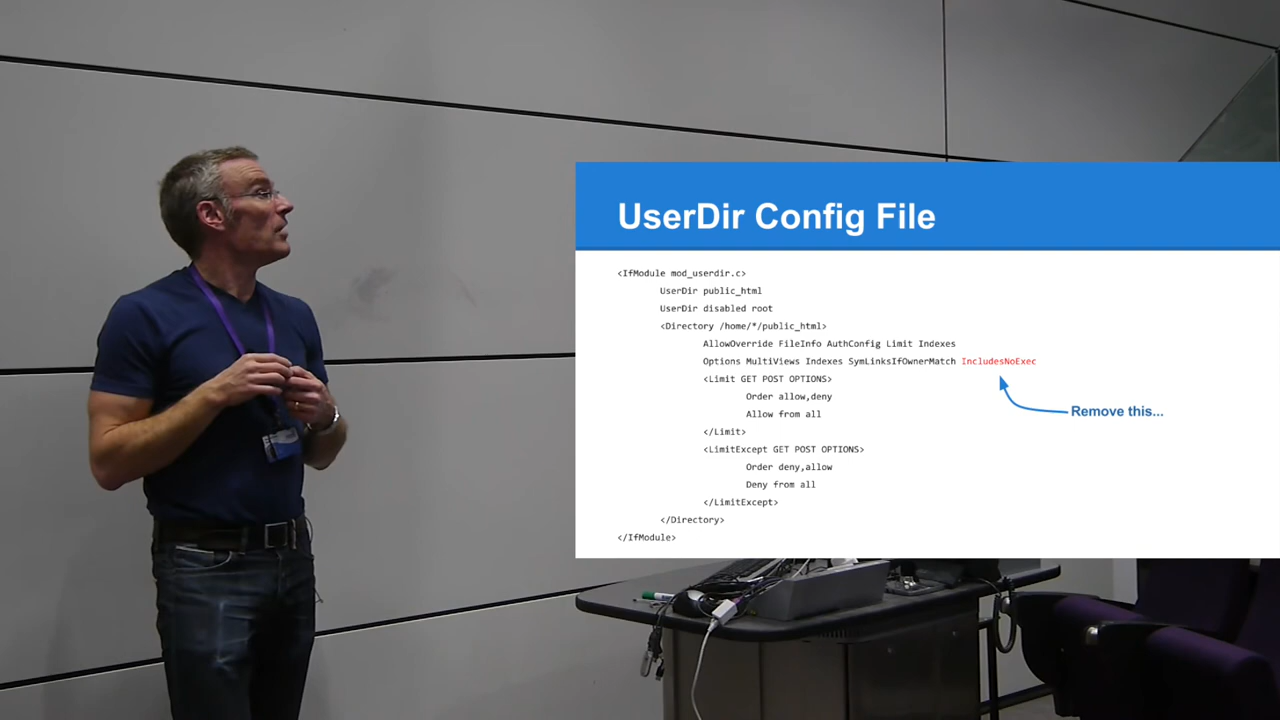 UserDir Config File
<IfModule mod_userdir.c>
UserDir public_html
UserDir disabled root
<Directory /home/*/public_html>
AllowOverride FileInfo AuthConfig Limit Indexes
Options MultiViews Indexes SymLinksIfOwnerMatch IncludesNoExec
<Limit GET POST OPTIONS>
Order allow,deny
Allow from all
</Limit>
<LimitExcept GET POST OPTIONS>
Order deny,allow
Deny from all
</LimitExcept>
</Directory>
</IfModule>
Remove this...